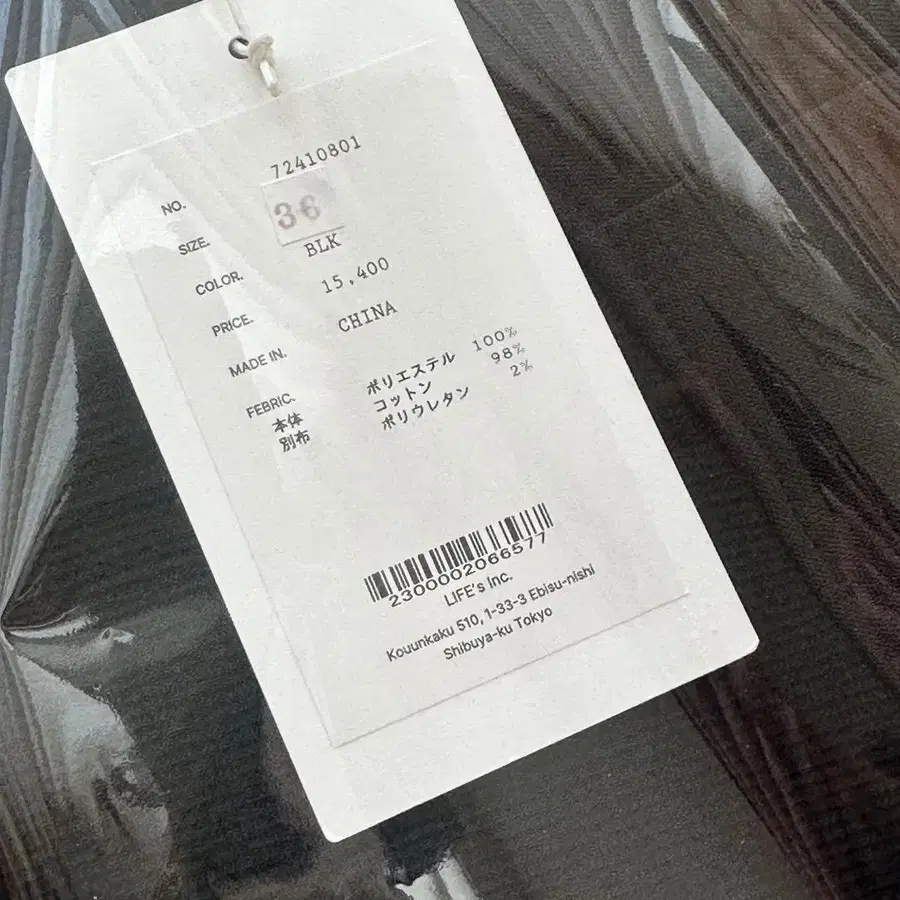 NO. 72410801
SIZE. 36
COLOR. BLK
PRICE. 15,400
MADE IN. CHINA
FEBRIC.
本体 ポリエステル 100%
別布 コットン 98%
ポリウレタン 2%
2300002066577
LIFE's Inc.
Kouunkaku 510, 1-33-3 Ebisu-nishi
Shibuya-ku Tokyo